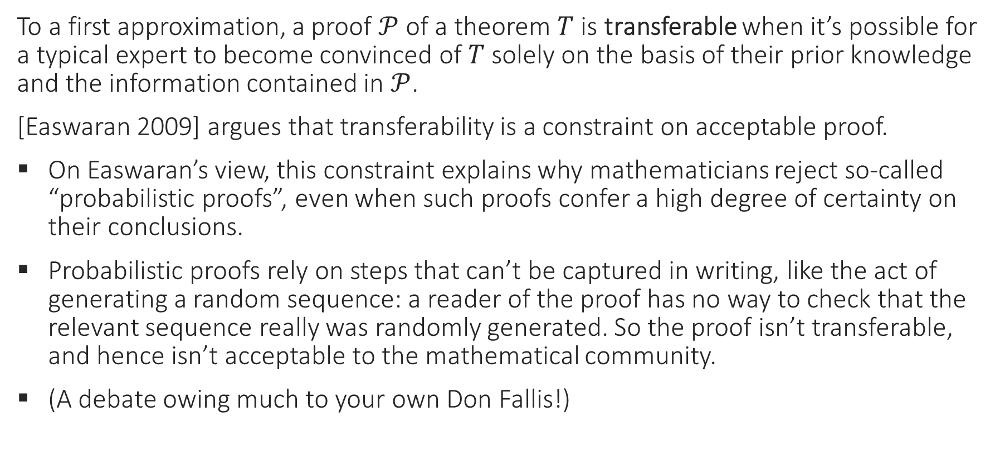 To a first approximation, a proof 𝒫 of a theorem 𝑇 is transferable when it’s possible for
a typical expert to become convinced of 𝑇 solely on the basis of their prior knowledge
and the information contained in 𝒫.
[Easwaran 2009] argues that transferability is a constraint on acceptable proof.
▪ On Easwaran’s view, this constraint explains why mathematicians reject so-called
“probabilistic proofs”, even when such proofs confer a high degree of certainty on
their conclusions.
▪ Probabilistic proofs rely on steps that can’t be captured in writing, like the act of
generating a random sequence: a reader of the proof has no way to check that the
relevant sequence really was randomly generated. So the proof isn’t transferable,
and hence isn’t acceptable to the mathematical community.
▪ (A debate owing much to your own Don Fallis!)